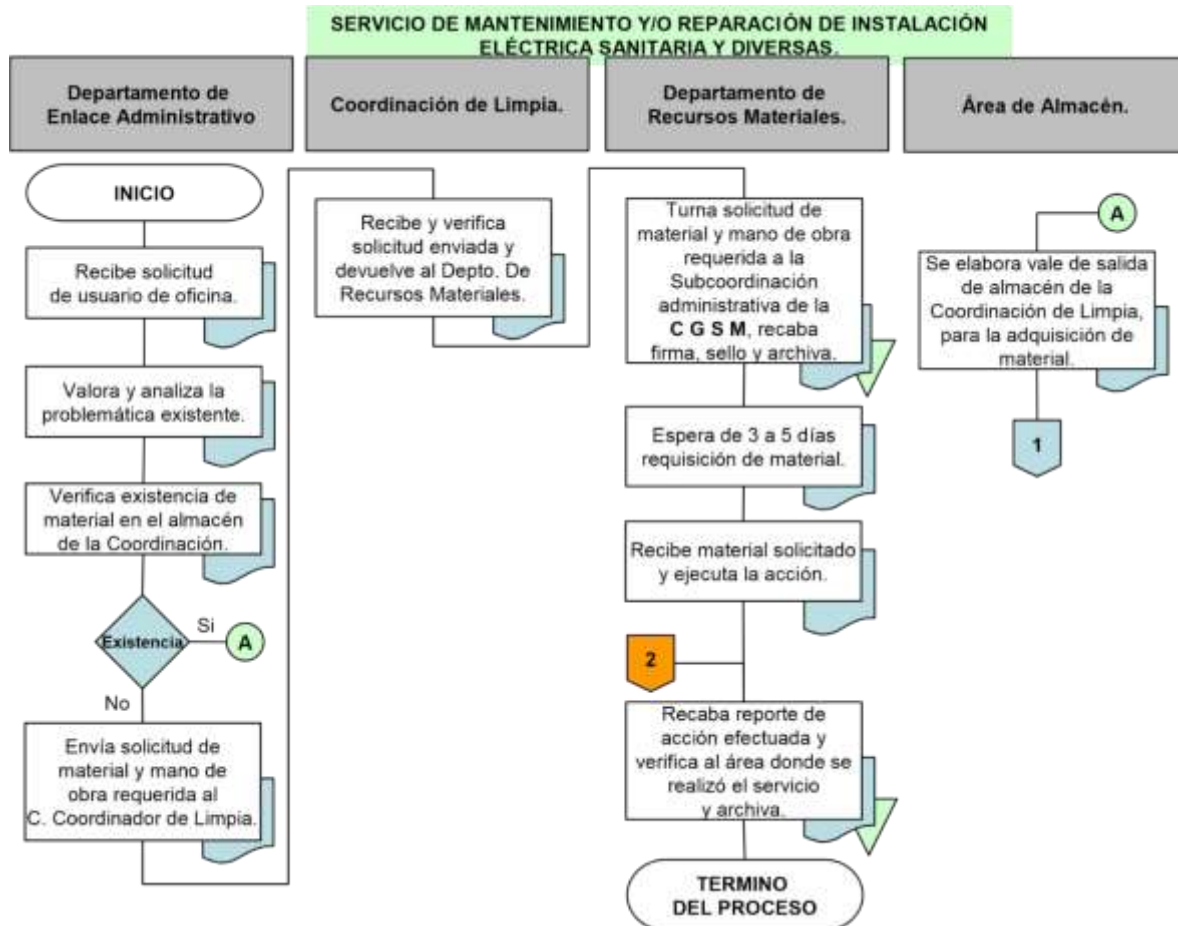 SERVICIO DE MANTENIMIENTO Y/O REPARACIÓN DE INSTALACIÓN
ELÉCTRICA SANITARIA Y DIVERSAS.
Departamento de
Enlace Administrativo
Coordinación de Limpia.
Departamento de
Recursos Materiales.
Área de Almacén.
INICIO
Recibe solicitud
de usuario de oficina.
Valora y analiza la
problemática existente.
Verifica existencia de
material en el almacén
de la Coordinación.
Existencia
Si
A
No
Envía solicitud de
material y mano de
obra requerida al
C. Coordinador de Limpia.
Recibe y verifica
solicitud enviada y
devuelve al Depto. De
Recursos Materiales.
Turna solicitud de
material y mano de obra
requerida a la
Subcoordinación
administrativa de la
C G S M, recaba
firma, sello y archiva.
Espera de 3 a 5 días
requisición de material.
Recibe material solicitado
y ejecuta la acción.
2
Recaba reporte de
acción efectuada y
verifica al área donde se
realizó el servicio
y archiva.
TERMINO
DEL PROCESO
A
Se elabora vale de salida
de almacén de la
Coordinación de Limpia,
para la adquisición de
material.
1